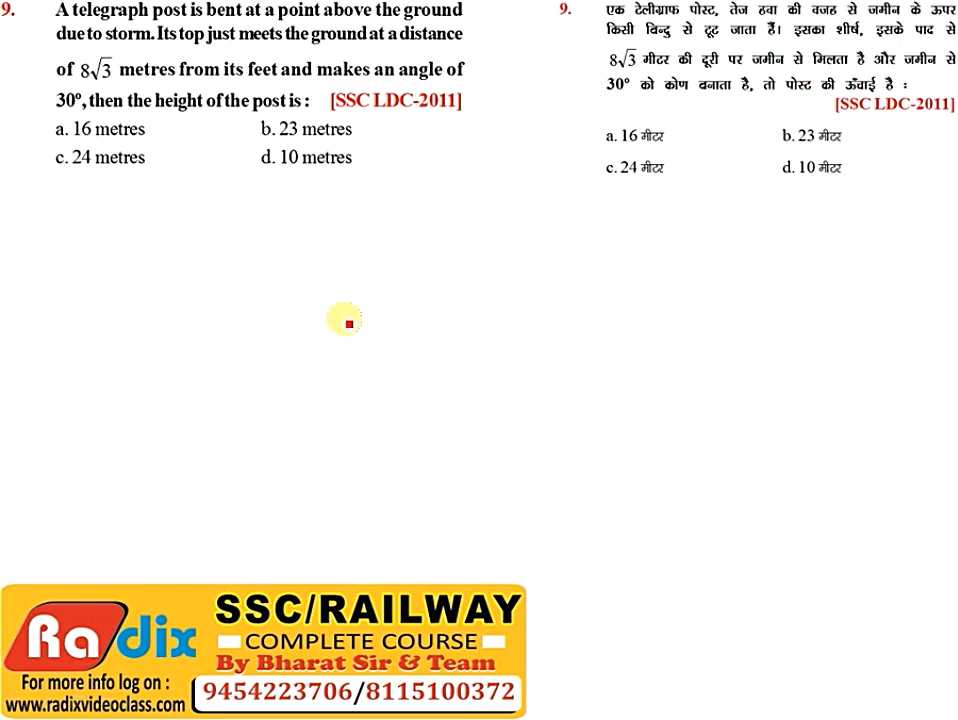 9. A telegraph post is bent at a point above the ground
due to storm. Its top just meets the ground at a distance
of 8√3 metres from its feet and makes an angle of
30º, then the height of the post is : [SSC LDC-2011]
a. 16 metres b. 23 metres
c. 24 metres d. 10 metres
9. एक टेलीग्राफ पोस्ट, तेज हवा की वजह से जमीन के ऊपर
किसी बिन्दु से टूट जाता हैं। इसका शीर्ष, इसके पाद से
8√3 मीटर की दूरी पर जमीन से मिलता है और जमीन से
30º को कोण बनाता है, तो पोस्ट की ऊँचाई है :
[SSC LDC-2011]
a. 16 मीटर b. 23 मीटर
c. 24 मीटर d. 10 मीटर
Radix
For more info log on :
www.radixvideoclass.com
SSC/RAILWAY
COMPLETE COURSE
By Bharat Sir & Team
9454223706/8115100372